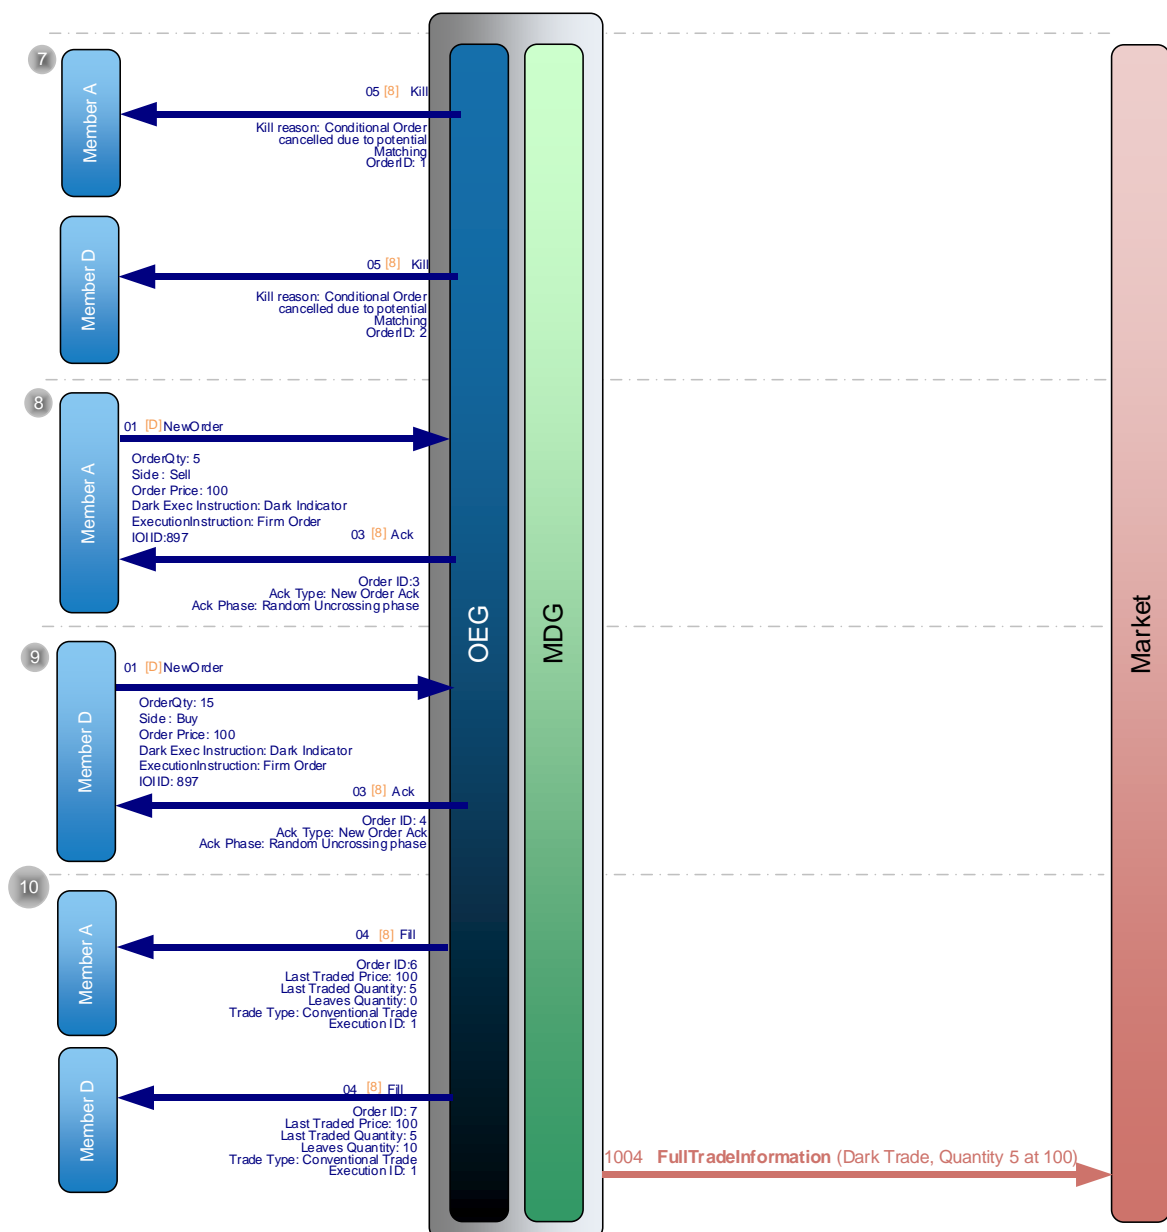 7
Member A
05 [8] Kill
Kill reason: Conditional Order
cancelled due to potential
Matching
OrderID: 1
Member D
05 [8] Kill
Kill reason: Conditional Order
cancelled due to potential
Matching
OrderID: 2
8
Member A
01 [D] NewOrder
OrderQty: 5
Side : Sell
Order Price: 100
Dark Exec Instruction: Dark Indicator
ExecutionInstruction: Firm Order
IOIID:897
03 [8] Ack
Order ID:3
Ack Type: New Order Ack
Ack Phase: Random Uncrossing phase
OEG
MDG
Market
9
Member D
01 [D] NewOrder
OrderQty: 15
Side : Buy
Order Price: 100
Dark Exec Instruction: Dark Indicator
ExecutionInstruction: Firm Order
IOIID: 897
03 [8] Ack
Order ID: 4
Ack Type: New Order Ack
Ack Phase: Random Uncrossing phase
10
Member A
04 [8] Fill
Order ID:6
Last Traded Price: 100
Last Traded Quantity: 5
Leaves Quantity: 0
Trade Type: Conventional Trade
Execution ID: 1
Member D
04 [8] Fill
Order ID: 7
Last Traded Price: 100
Last Traded Quantity: 5
Leaves Quantity: 10
Trade Type: Conventional Trade
Execution ID: 1
1004 FullTradeInformation (Dark Trade, Quantity 5 at 100)